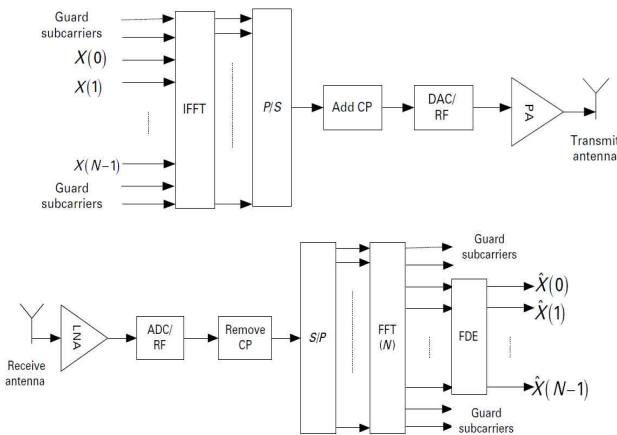 Guard
subcarriers
X(0)
X(1)
X(N−1)
Guard
subcarriers
IFFT
P/S
Add CP
DAC/
RF
PA
Transmit
antenna
Receive
antenna
LNA
ADC/
RF
Remove
CP
S/P
FFT
(N)
Guard
subcarriers
FDE
X̂(0)
X̂(1)
X̂(N−1)
Guard
subcarriers